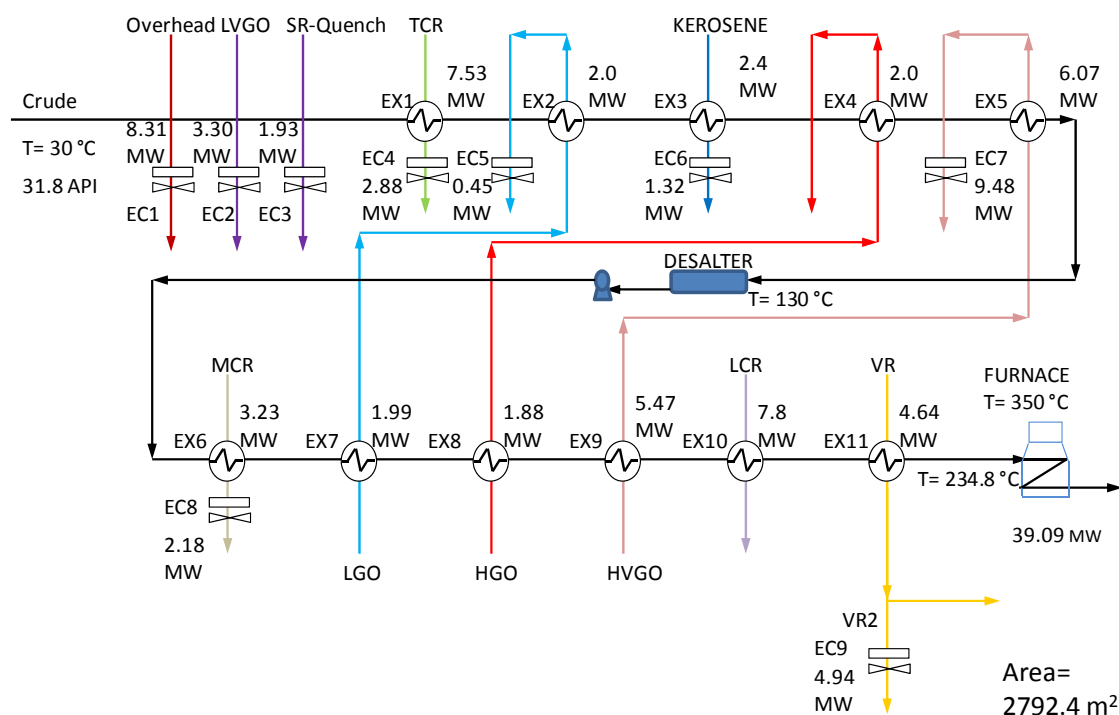 Overhead LVGO SR-Quench TCR KEROSENE
7.53
MW
2.0
MW
2.4
MW
2.0
MW
6.07
MW
Crude
EX1
EX2
EX3
EX4
EX5
T= 30 °C
31.8 API
8.31
MW
3.30
MW
1.93
MW
EC1
EC2
EC3
EC4
2.88
MW
EC5
0.45
MW
EC6
1.32
MW
EC7
9.48
MW
DESALTER
T= 130 °C
MCR
LCR
VR
FURNACE
T= 350 °C
EX6
3.23
MW
EX7
1.99
MW
EX8
1.88
MW
EX9
5.47
MW
EX10
7.8
MW
EX11
4.64
MW
T= 234.8 °C
39.09 MW
EC8
2.18
MW
LGO
HGO
HVGO
VR2
EC9
4.94
MW
Area=
2792.4 m²